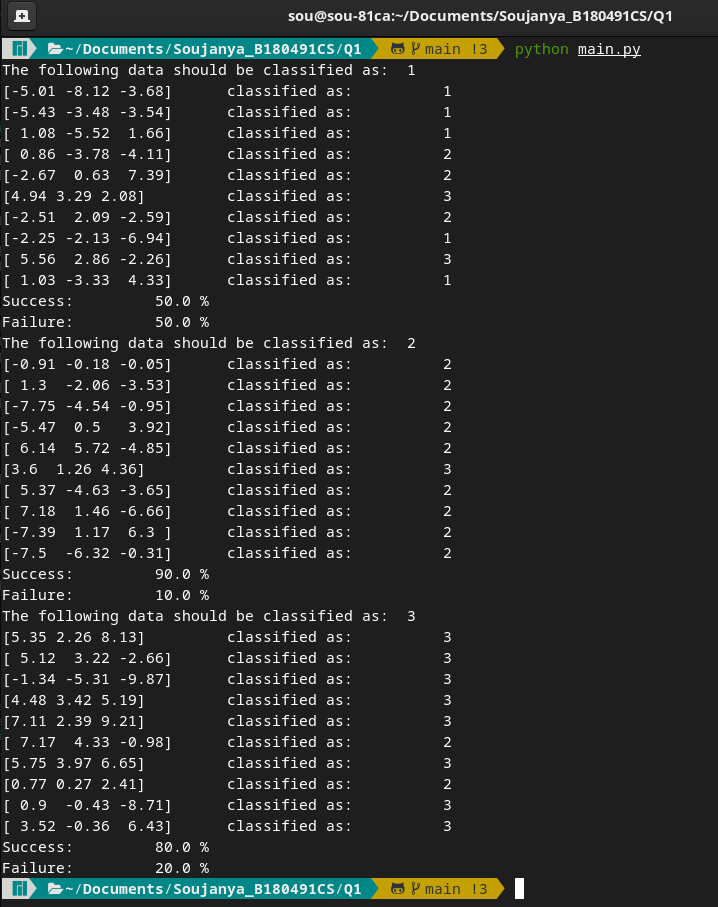 sou@sou-81ca:~/Documents/Soujanya_B180491CS/Q1
~/Documents/Soujanya_B180491CS/Q1 main !3 python main.py
The following data should be classified as:  1
[-5.01 -8.12 -3.68]      classified as:          1
[-5.43 -3.48 -3.54]      classified as:          1
[ 1.08 -5.52  1.66]      classified as:          1
[ 0.86 -3.78 -4.11]      classified as:          2
[-2.67  0.63  7.39]      classified as:          2
[4.94 3.29 2.08]         classified as:          3
[-2.51  2.09 -2.59]      classified as:          2
[-2.25 -2.13 -6.94]      classified as:          1
[ 5.56  2.86 -2.26]      classified as:          3
[ 1.03 -3.33  4.33]      classified as:          1
Success:         50.0 %
Failure:         50.0 %
The following data should be classified as:  2
[-0.91 -0.18 -0.05]      classified as:          2
[ 1.3  -2.06 -3.53]      classified as:          2
[-7.75 -4.54 -0.95]      classified as:          2
[-5.47  0.5   3.92]      classified as:          2
[ 6.14  5.72 -4.85]      classified as:          2
[3.6  1.26 4.36]         classified as:          3
[ 5.37 -4.63 -3.65]      classified as:          2
[ 7.18  1.46 -6.66]      classified as:          2
[-7.39  1.17  6.3 ]      classified as:          2
[-7.5  -6.32 -0.31]      classified as:          2
Success:         90.0 %
Failure:         10.0 %
The following data should be classified as:  3
[5.35 2.26 8.13]         classified as:          3
[ 5.12  3.22 -2.66]      classified as:          3
[-1.34 -5.31 -9.87]      classified as:          3
[4.48 3.42 5.19]         classified as:          3
[7.11 2.39 9.21]         classified as:          3
[ 7.17  4.33 -0.98]      classified as:          2
[5.75 3.97 6.65]         classified as:          3
[0.77 0.27 2.41]         classified as:          2
[ 0.9  -0.43 -8.71]      classified as:          3
[ 3.52 -0.36  6.43]      classified as:          3
Success:         80.0 %
Failure:         20.0 %
~/Documents/Soujanya_B180491CS/Q1 main !3